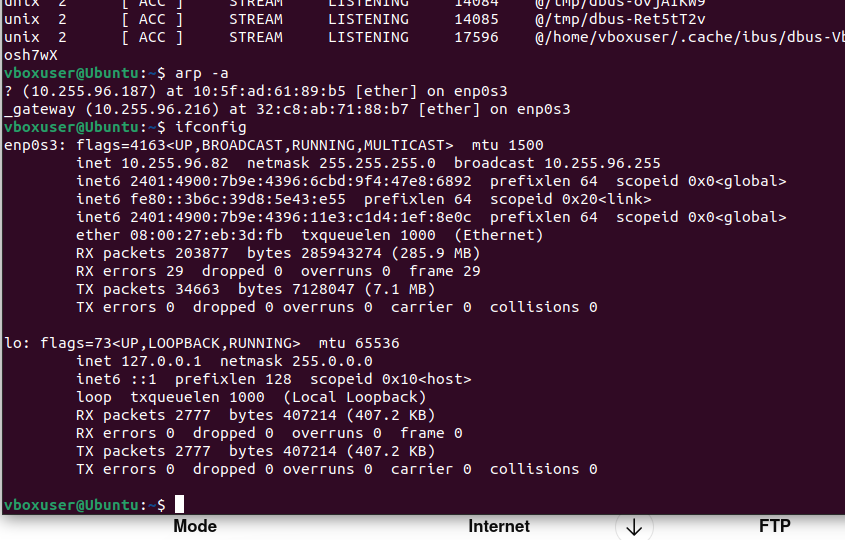 unix  2      [ ACC ]     STREAM     LISTENING     14084    @/tmp/dbus-ovjAIKw9
unix  2      [ ACC ]     STREAM     LISTENING     14085    @/tmp/dbus-Ret5tT2v
unix  2      [ ACC ]     STREAM     LISTENING     17596    @/home/vboxuser/.cache/ibus/dbus-Vb
osh7wX
vboxuser@Ubuntu:~$ arp -a
? (10.255.96.187) at 10:5f:ad:61:89:b5 [ether] on enp0s3
_gateway (10.255.96.216) at 32:c8:ab:71:88:b7 [ether] on enp0s3
vboxuser@Ubuntu:~$ ifconfig
enp0s3: flags=4163<UP,BROADCAST,RUNNING,MULTICAST>  mtu 1500
        inet 10.255.96.82  netmask 255.255.255.0  broadcast 10.255.96.255
        inet6 2401:4900:7b9e:4396:6cbd:9f4:47e8:6892  prefixlen 64  scopeid 0x0<global>
        inet6 fe80::3b6c:39d8:5e43:e55  prefixlen 64  scopeid 0x20<link>
        inet6 2401:4900:7b9e:4396:11e3:c1d4:1ef:8e0c  prefixlen 64  scopeid 0x0<global>
        ether 08:00:27:eb:3d:fb  txqueuelen 1000  (Ethernet)
        RX packets 203877  bytes 285943274 (285.9 MB)
        RX errors 29  dropped 0  overruns 0  frame 29
        TX packets 34663  bytes 7128047 (7.1 MB)
        TX errors 0  dropped 0 overruns 0  carrier 0  collisions 0
lo: flags=73<UP,LOOPBACK,RUNNING>  mtu 65536
        inet 127.0.0.1  netmask 255.0.0.0
        inet6 ::1  prefixlen 128  scopeid 0x10<host>
        loop  txqueuelen 1000  (Local Loopback)
        RX packets 2777  bytes 407214 (407.2 KB)
        RX errors 0  dropped 0  overruns 0  frame 0
        TX packets 2777  bytes 407214 (407.2 KB)
        TX errors 0  dropped 0 overruns 0  carrier 0  collisions 0
vboxuser@Ubuntu:~$
Mode Internet FTP